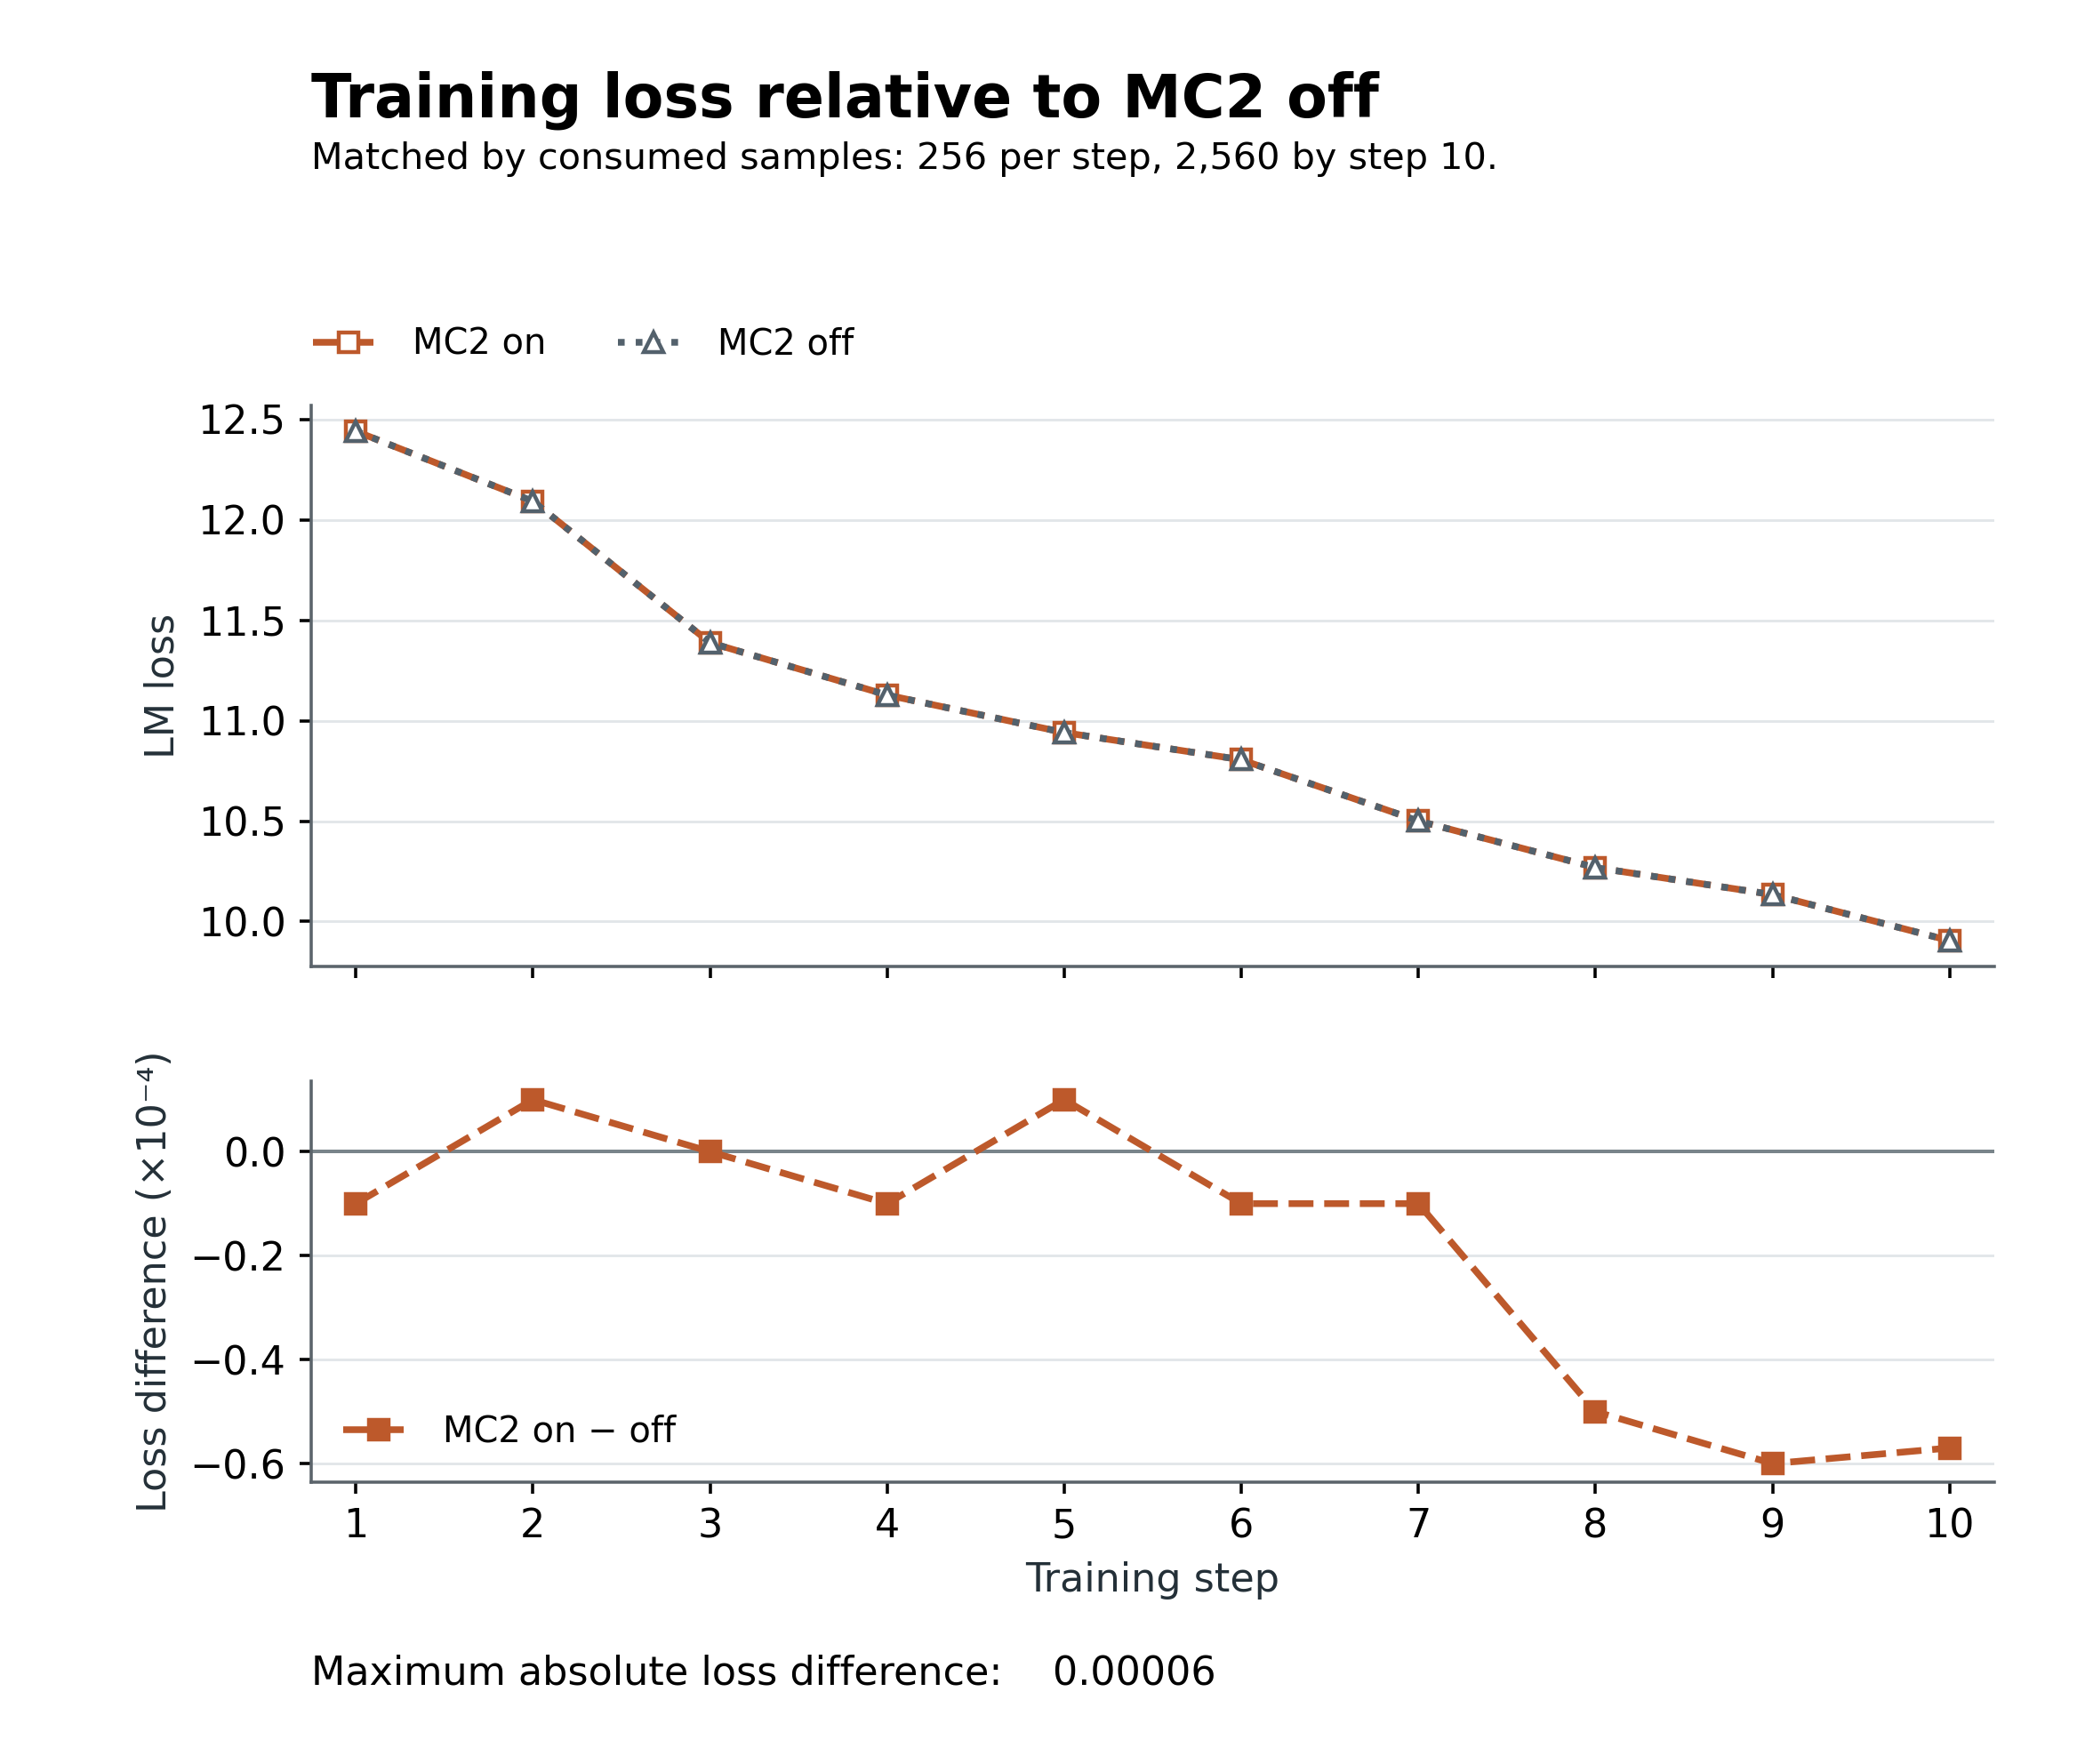 Training loss relative to MC2 off
Matched by consumed samples: 256 per step, 2,560 by step 10.
MC2 on
MC2 off
12.5
12.0
11.5
11.0
10.5
10.0
LM loss
0.0
−0.2
−0.4
−0.6
Loss difference (×10⁻⁴)
MC2 on − off
1 2 3 4 5 6 7 8 9 10
Training step
Maximum absolute loss difference: 0.00006